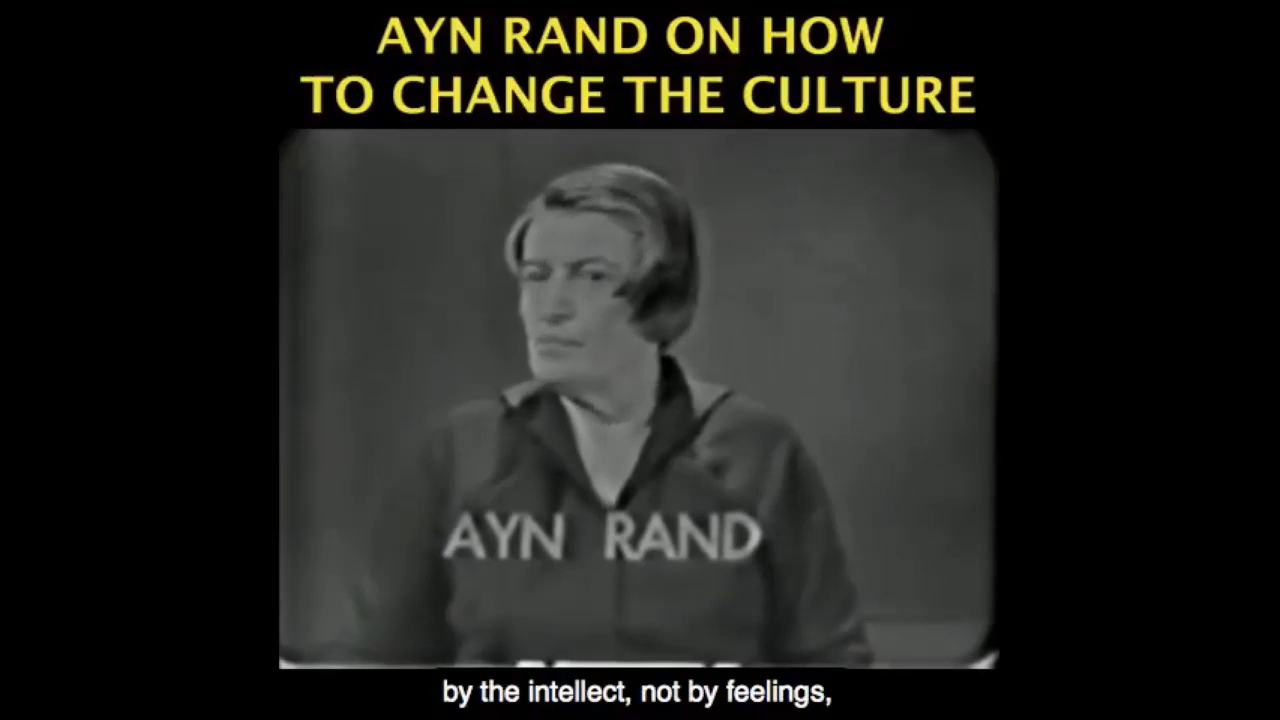 AYN RAND ON HOW
TO CHANGE THE CULTURE
AYN RAND
by the intellect, not by feelings,